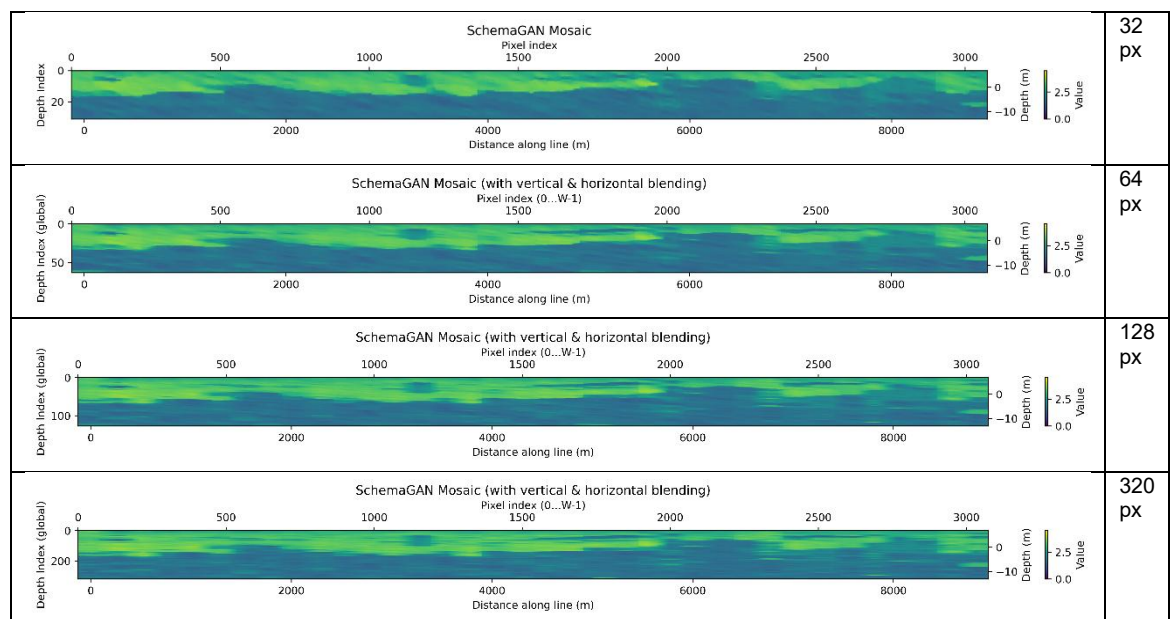 SchemaGAN Mosaic
Pixel index
0 500 1000 1500 2000 2500 3000
Depth Index
0
20
0
−10
Depth (m)
2.5
0.0
Value
0 2000 4000 6000 8000
Distance along line (m)
32
px
SchemaGAN Mosaic (with vertical & horizontal blending)
Pixel index (0...W-1)
0 500 1000 1500 2000 2500 3000
Depth Index (global)
0
50
0
−10
Depth (m)
2.5
0.0
Value
0 2000 4000 6000 8000
Distance along line (m)
64
px
SchemaGAN Mosaic (with vertical & horizontal blending)
Pixel index (0...W-1)
0 500 1000 1500 2000 2500 3000
Depth Index (global)
0
100
0
−10
Depth (m)
2.5
0.0
Value
0 2000 4000 6000 8000
Distance along line (m)
128
px
SchemaGAN Mosaic (with vertical & horizontal blending)
Pixel index (0...W-1)
0 500 1000 1500 2000 2500 3000
Depth Index (global)
0
200
0
−10
Depth (m)
2.5
0.0
Value
0 2000 4000 6000 8000
Distance along line (m)
320
px